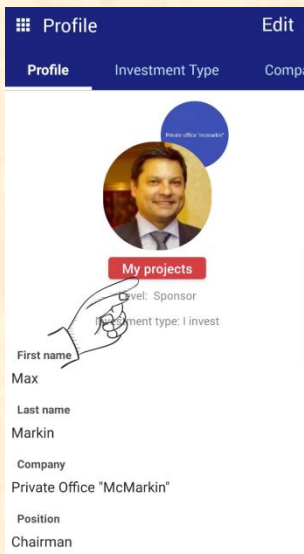 Profile
Edit
Profile
Investment Type
Compa
Private office "mcmarkin"
My projects
Level: Sponsor
Investment type: I invest
First name
Max
Last name
Markin
Company
Private Office "McMarkin"
Position
Chairman